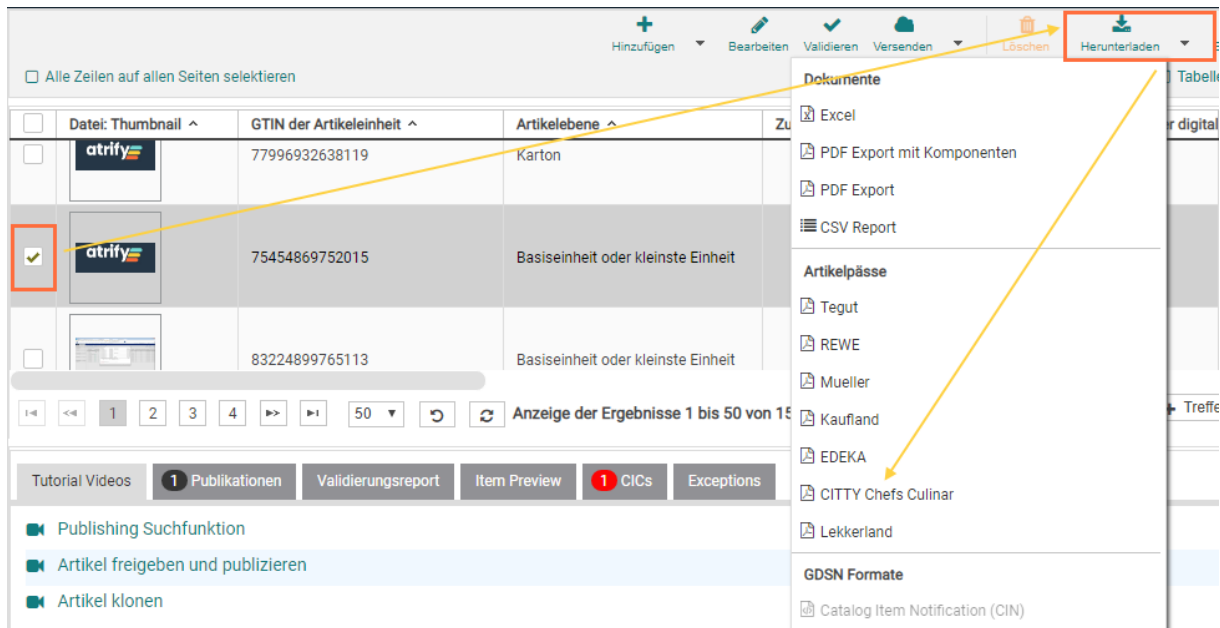 Hinzufügen
Bearbeiten
Validieren
Versenden
Löschen
Herunterladen
Alle Zeilen auf allen Seiten selektieren
Datei: Thumbnail
GTIN der Artikeleinheit
Artikelebene
Zu
r digital
atrify
77996932638119
Karton
atrify
75454869752015
Basiseinheit oder kleinste Einheit
83224899765113
Basiseinheit oder kleinste Einheit
1
2
3
4
50
Anzeige der Ergebnisse 1 bis 50 von 15
Treffe
Tutorial Videos
1 Publikationen
Validierungsreport
Item Preview
1 CICs
Exceptions
Publishing Suchfunktion
Artikel freigeben und publizieren
Artikel klonen
Dokumente
Excel
PDF Export mit Komponenten
PDF Export
CSV Report
Artikelpässe
Tegut
REWE
Mueller
Kaufland
EDEKA
CITTY Chefs Culinar
Lekkerland
GDSN Formate
Catalog Item Notification (CIN)
Tabelle